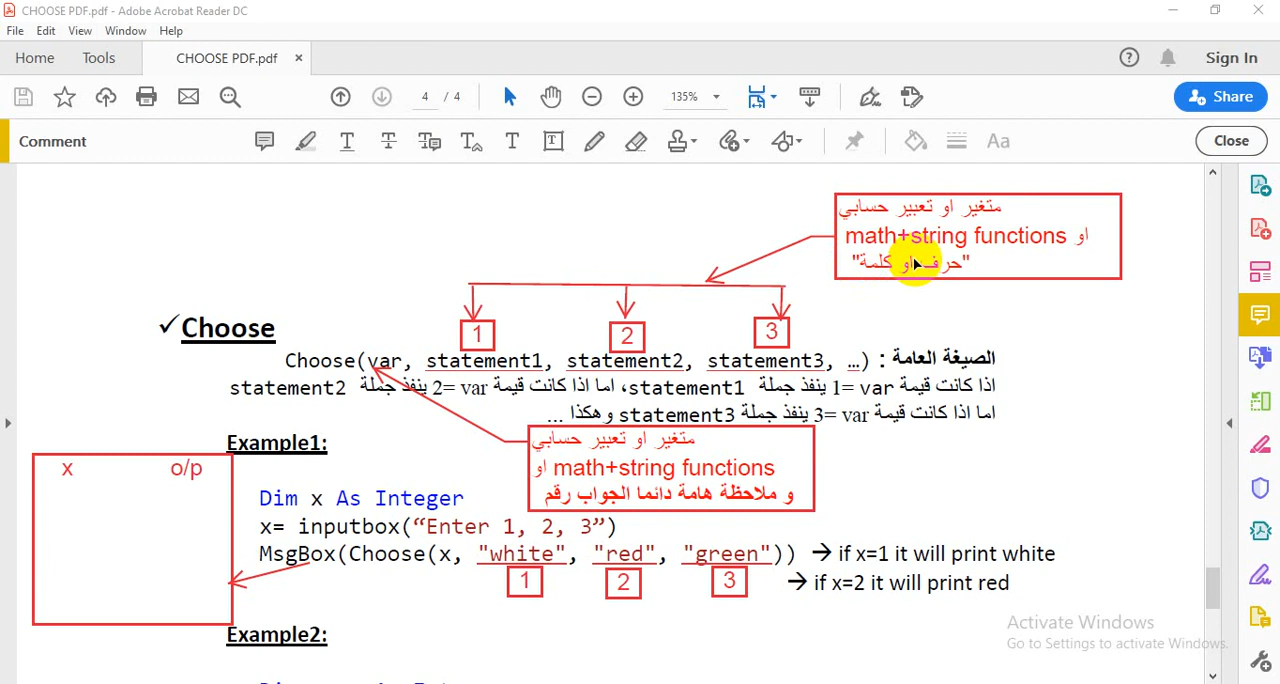 CHOOSE PDF.pdf - Adobe Acrobat Reader DC
File Edit View Window Help
Home Tools CHOOSE PDF.pdf × Sign In
4 / 4 135% Share
Comment Close
متغير او تعبير حسابي
او math+string functions
"حرف او كلمة"
✓Choose
1 2 3
الصيغة العامة : Choose(var, statement1, statement2, statement3, …)
اذا كانت قيمة var =1 ينفذ جملة statement1، اما اذا كانت قيمة var =2 ينفذ جملة statement2
اما اذا كانت قيمة var =3 ينفذ جملة statement3 وهكذا ...
متغير او تعبير حسابي
او math+string functions
و ملاحظة هامة دائما الجواب رقم
Example1:
x o/p
Dim x As Integer
x= inputbox(“Enter 1, 2, 3”)
MsgBox(Choose(x, "white", "red", "green")) → if x=1 it will print white
1 2 3 → if x=2 it will print red
Example2:
Activate Windows
Go to Settings to activate Windows.